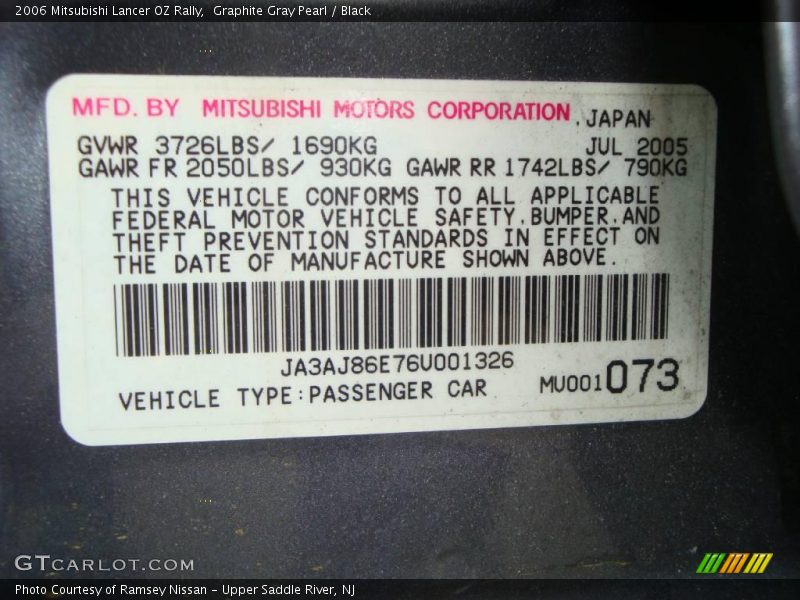 2006 Mitsubishi Lancer OZ Rally,  Graphite Gray Pearl / Black
MFD. BY MITSUBISHI MOTORS CORPORATION ,JAPAN
GVWR 3726LBS/ 1690KG JUL 2005
GAWR FR 2050LBS/ 930KG GAWR RR 1742LBS/ 790KG
THIS VEHICLE CONFORMS TO ALL APPLICABLE
FEDERAL MOTOR VEHICLE SAFETY,BUMPER,AND
THEFT PREVENTION STANDARDS IN EFFECT ON
THE DATE OF MANUFACTURE SHOWN ABOVE.
JA3AJ86E76U001326
VEHICLE TYPE:PASSENGER CAR MU001073
GTCARLOT.COM
Photo Courtesy of Ramsey Nissan - Upper Saddle River, NJ